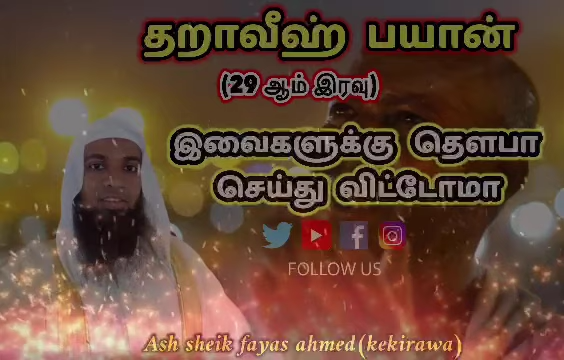 தறாவீஹ் பயான்
(29 ஆம் இரவு)
இவைகளுக்கு தௌபா
செய்து விட்டோமா
FOLLOW US
Ash sheik fayas ahmed(kekirawa)